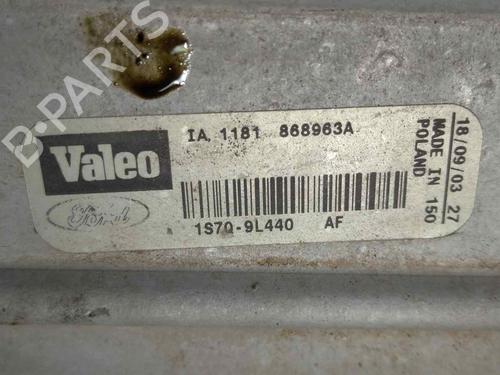 B-PARTS
IA 1181 868963A
Valeo
Ford
1S7Q-9L440 AF
18/09/03 27
MADE IN 150
POLAND